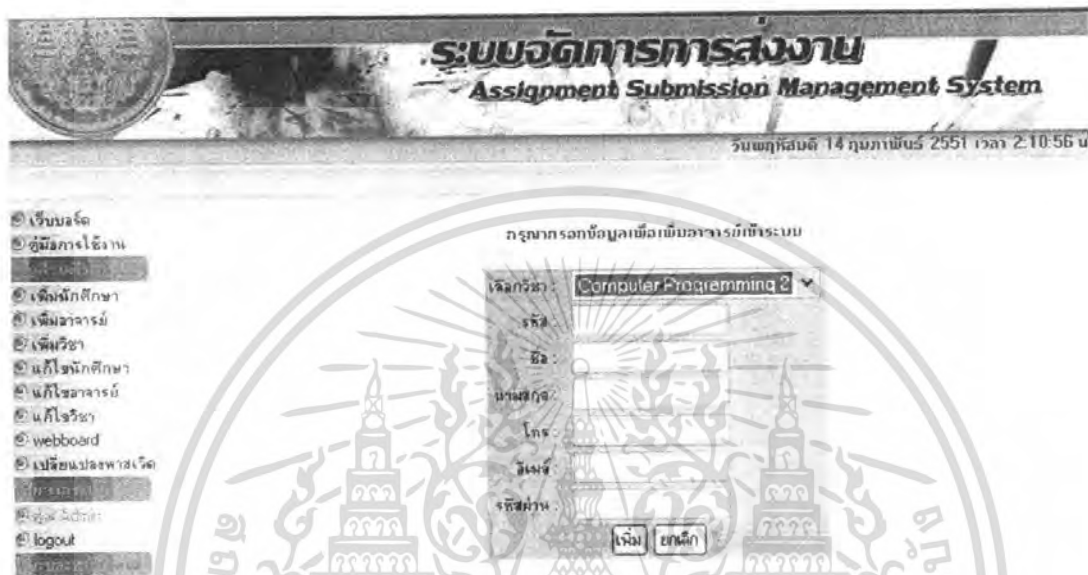 ระบบจัดการการส่งงาน
Assignment Submission Management System
วันพฤหัสบดี 14 กุมภาพันธ์ 2551 เวลา 2:10:56 น
เว็บบอร์ด
คู่มือการใช้งาน
เพิ่มนักศึกษา
เพิ่มอาจารย์
เพิ่มวิชา
แก้ไขนักศึกษา
แก้ไขอาจารย์
แก้ไขวิชา
webboard
เปลี่ยนแปลงพาสเวิด
Admin
logout
กรุณากรอกข้อมูลเพื่อเพิ่มอาจารย์เข้าระบบ
เลือกวิชา : Computer Programming 2
รหัส :
ชื่อ :
นามสกุล :
โทร :
อีเมล์ :
รหัสผ่าน :
เพิ่ม ยกเลิก